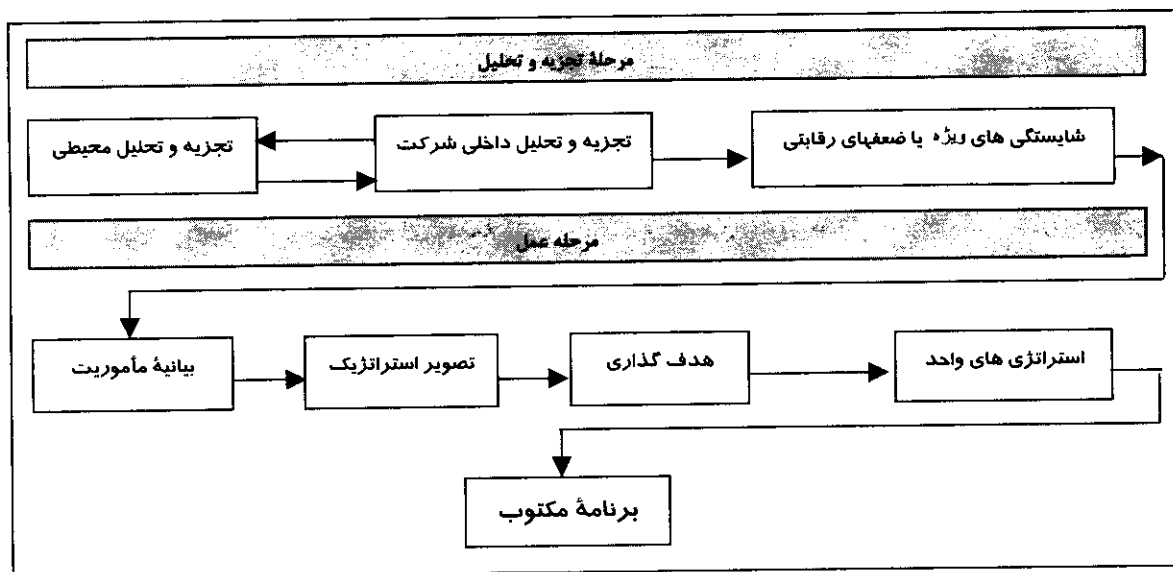 مرحلهٔ تجزیه و تحلیل
تجزیه و تحلیل محیطی
تجزیه و تحلیل داخلی شرکت
شایستگی های ویژه یا ضعفهای رقابتی
مرحله عمل
بیانیهٔ مأموریت
تصویر استراتژیک
هدف گذاری
استراتژی های واحد
برنامهٔ مکتوب